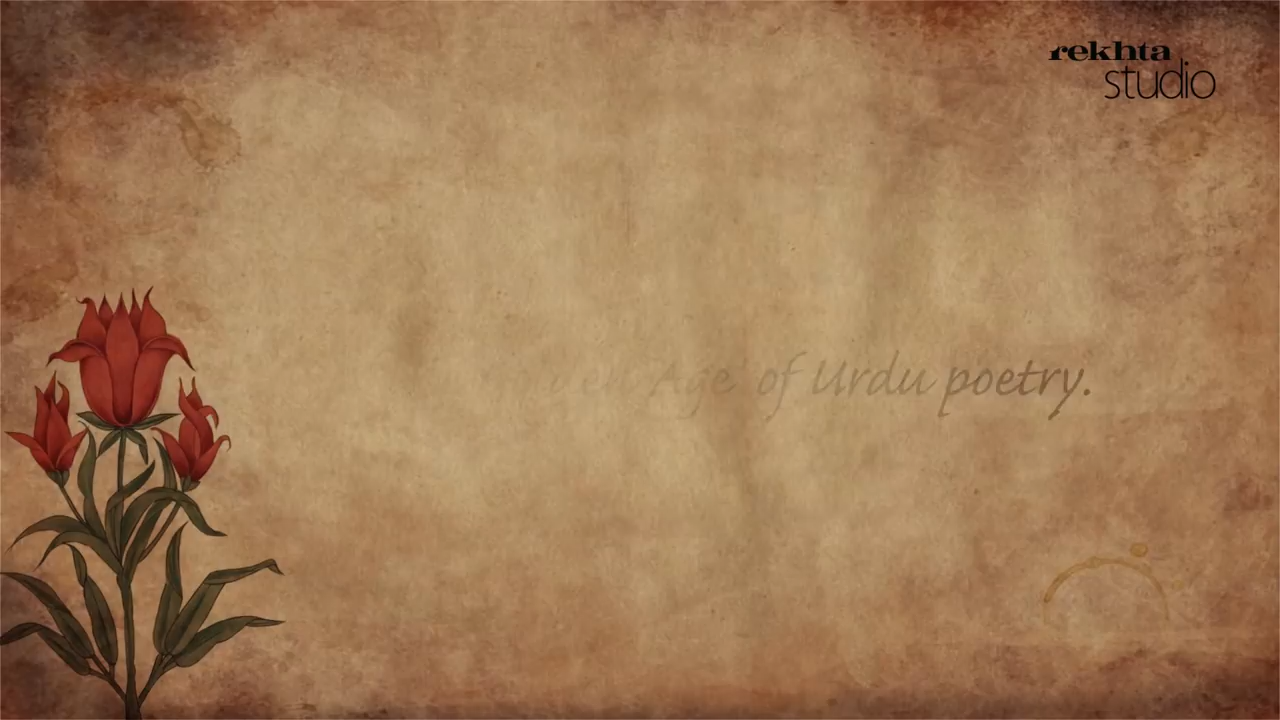 rekhta
studio
Age of Urdu poetry.